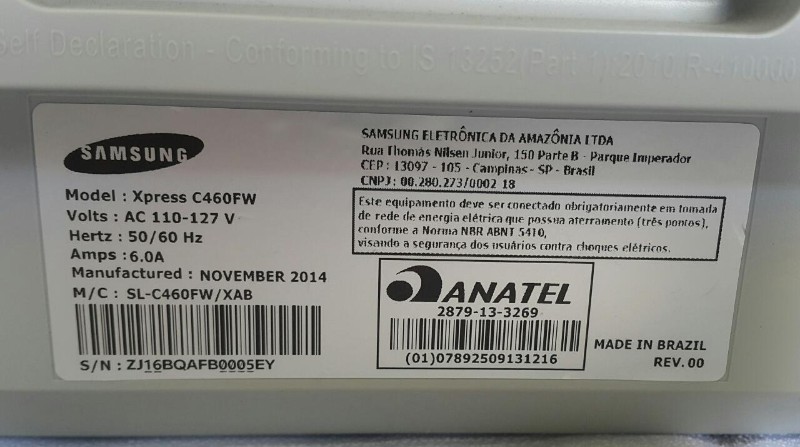 Self Declaration - Conforming to IS 13252(Part 1):2010,R-4100001
SAMSUNG
Model : Xpress C460FW
Volts : AC 110-127 V
Hertz : 50/60 Hz
Amps :6.0A
Manufactured : NOVEMBER 2014
M/C : SL-C460FW/XAB
S/N : ZJ16BQAFB0005EY
SAMSUNG ELETRÔNICA DA AMAZÔNIA LTDA
Rua Thomás Nilsen Junior, 150 Parte B - Parque Imperador
CEP : 13097 - 105 - Campinas - SP - Brasil
CNPJ : 00.280.273/0002 18
Este equipamento deve ser conectado obrigatoriamente em tomada
de rede de energia elétrica que possua aterramento (três pontos),
conforme a Norma NBR ABNT 5410,
visando a segurança dos usuários contra choques elétricos.
ANATEL
2879-13-3269
(01)07892509131216
MADE IN BRAZIL
REV. 00